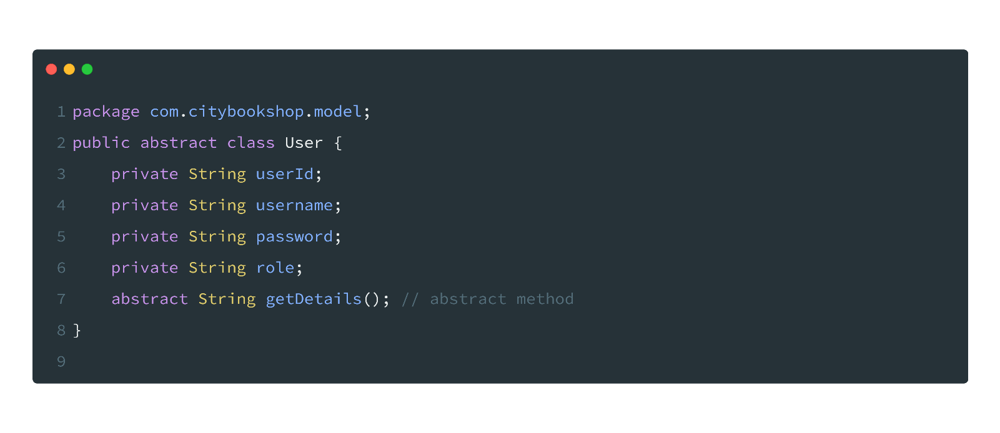 1 package com.citybookshop.model;
2 public abstract class User {
3     private String userId;
4     private String username;
5     private String password;
6     private String role;
7     abstract String getDetails(); // abstract method
8 }
9